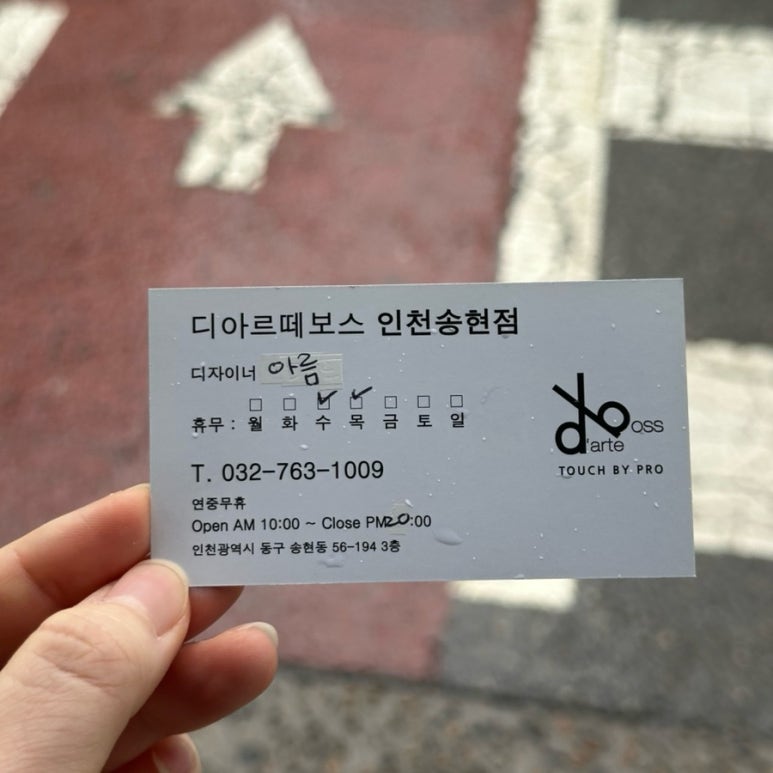 디아르떼보스 인천송현점
디자이너 아름
휴무 : 월 화 수 목 금 토 일
T. 032-763-1009
연중무휴
Open AM 10:00 ~ Close PM 20:00
인천광역시 동구 송현동 56-194 3층
d'arte boss
TOUCH BY PRO